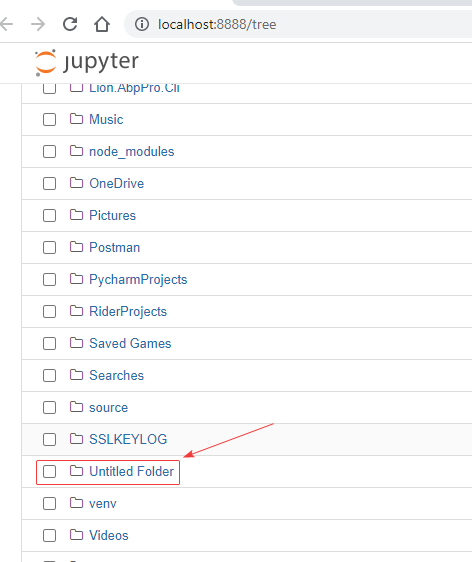 localhost:8888/tree
jupyter
Lion.AbpPro.Cli
Music
node_modules
OneDrive
Pictures
Postman
PycharmProjects
RiderProjects
Saved Games
Searches
source
SSLKEYLOG
Untitled Folder
venv
Videos